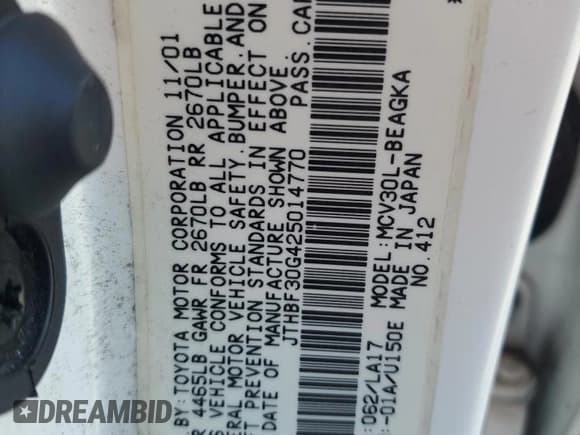 BY: TOYOTA MOTOR CORPORATION 11/01
4465LB GAWR FR 2670LB RR 2670LB
VEHICLE CONFORMS TO ALL APPLICABLE
MOTOR VEHICLE SAFETY, BUMPER, AND
PREVENTION STANDARDS IN EFFECT ON
DATE OF MANUFACTURE SHOWN ABOVE.
JTHBF30G425014770 PASS. CAR
062/LA17 MODEL: MCV30L-BEAGKA
-01A/U150E MADE IN JAPAN
NO. 412
DREAMBID